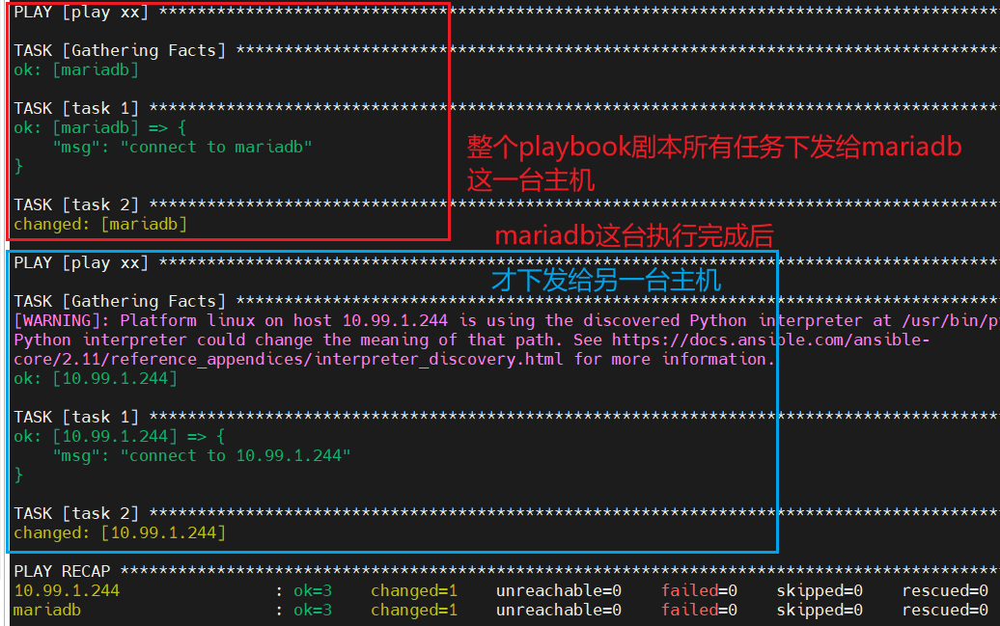 PLAY [play xx] ***************************************************************************************
TASK [Gathering Facts] *******************************************************************************
ok: [mariadb]
TASK [task 1] ****************************************************************************************
ok: [mariadb] => {
    "msg": "connect to mariadb"
}
整个playbook剧本所有任务下发给mariadb
这一台主机
TASK [task 2] ****************************************************************************************
changed: [mariadb]
mariadb这台执行完成后
PLAY [play xx] ***************************************************************************************
才下发给另一台主机
TASK [Gathering Facts] *******************************************************************************
[WARNING]: Platform linux on host 10.99.1.244 is using the discovered Python interpreter at /usr/bin/p
Python interpreter could change the meaning of that path. See https://docs.ansible.com/ansible-
core/2.11/reference_appendices/interpreter_discovery.html for more information.
ok: [10.99.1.244]
TASK [task 1] ****************************************************************************************
ok: [10.99.1.244] => {
    "msg": "connect to 10.99.1.244"
}
TASK [task 2] ****************************************************************************************
changed: [10.99.1.244]
PLAY RECAP *******************************************************************************************
10.99.1.244                : ok=3    changed=1    unreachable=0    failed=0    skipped=0    rescued=0
mariadb                    : ok=3    changed=1    unreachable=0    failed=0    skipped=0    rescued=0